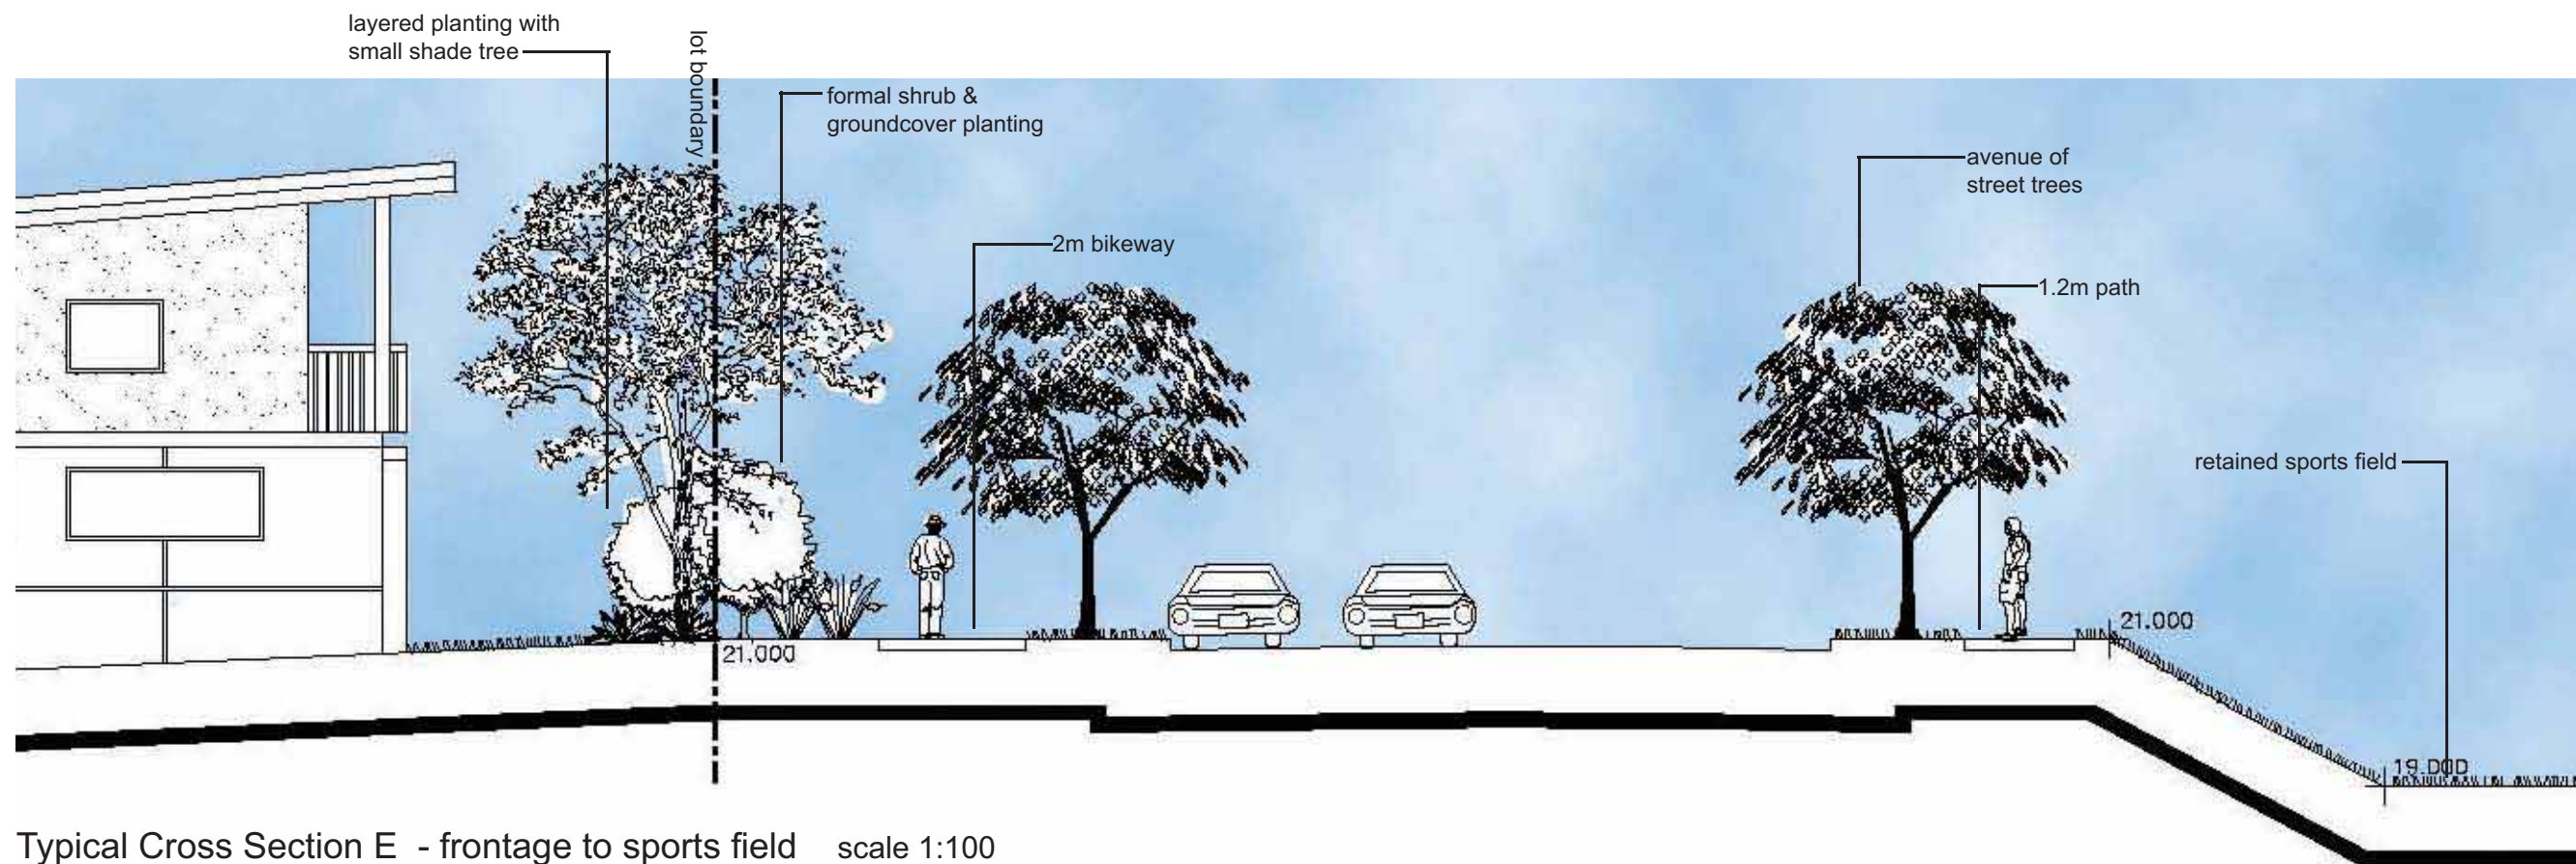 layered planting with
small shade tree
lot boundary
formal shrub &
groundcover planting
avenue of
street trees
2m bikeway
1.2m path
retained sports field
21.000
21.000
19.000
Typical Cross Section E - frontage to sports field scale 1:100